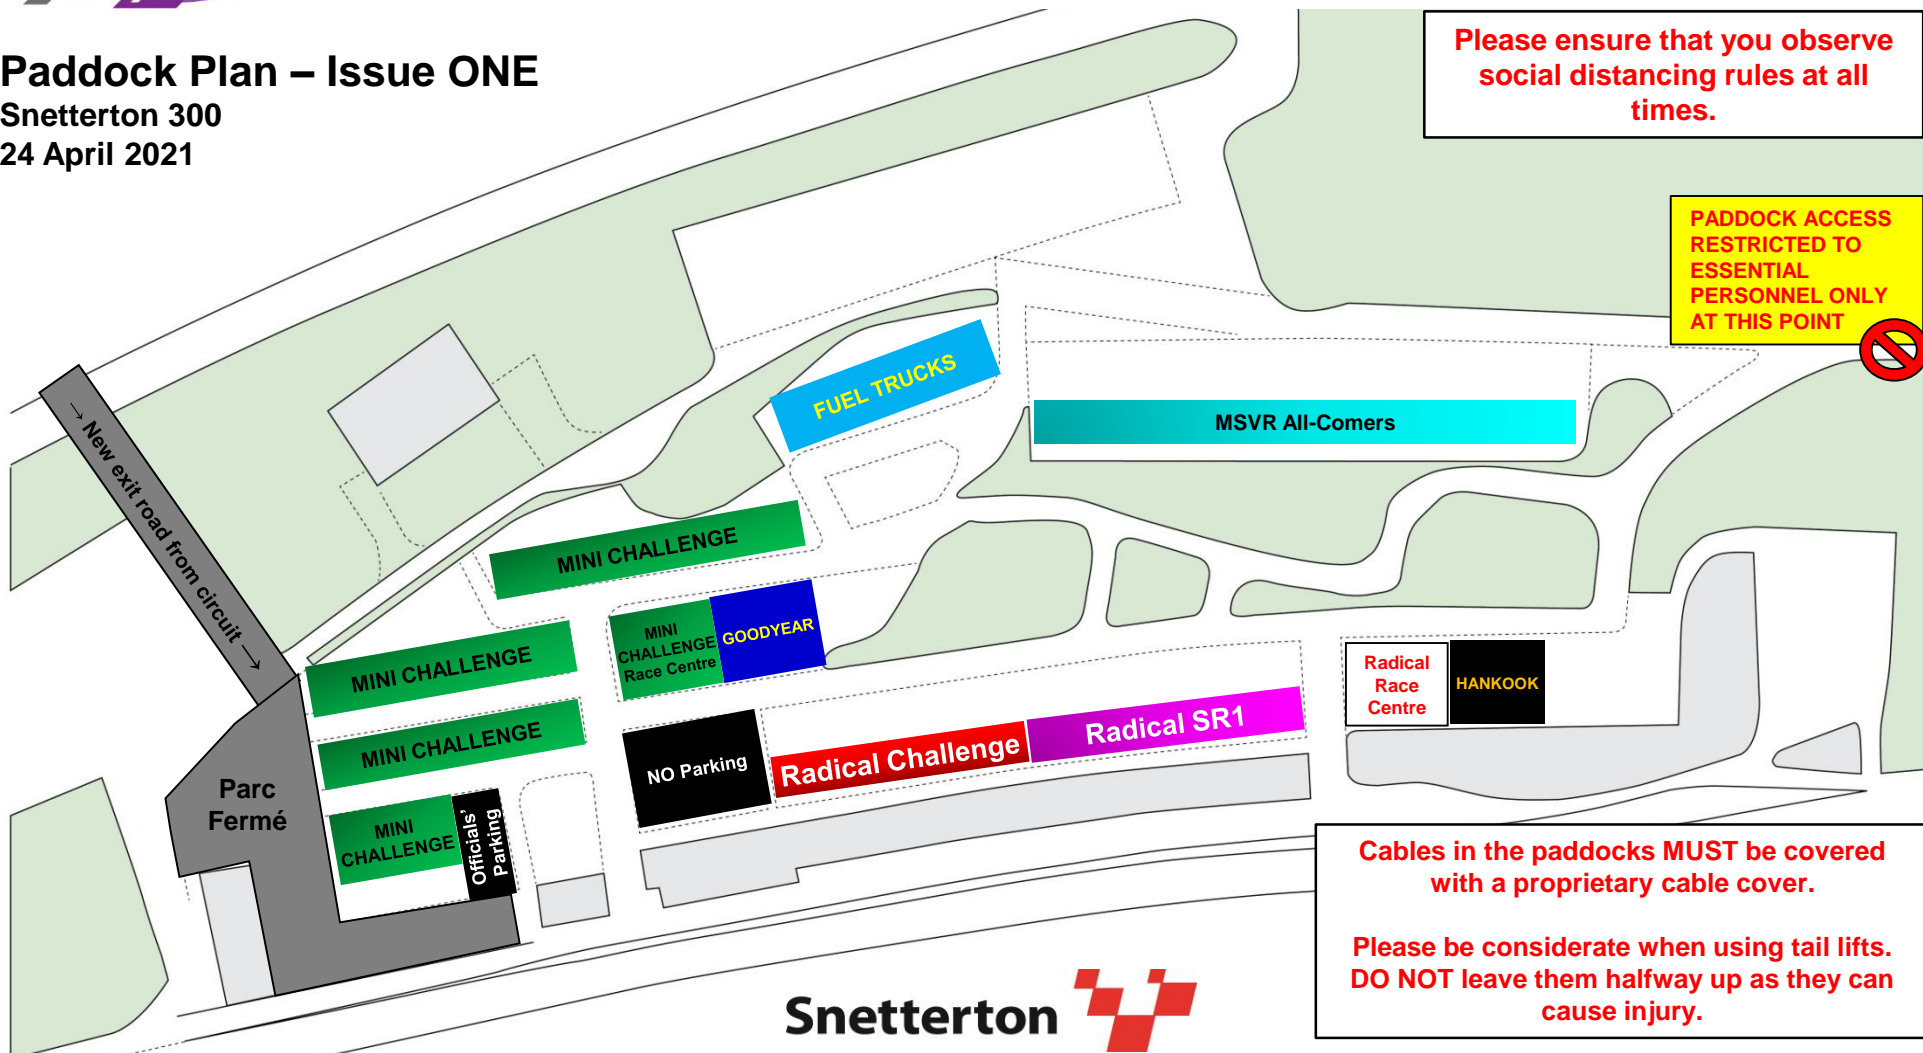 Paddock Plan – Issue ONE
Snetterton 300
24 April 2021
Please ensure that you observe
social distancing rules at all
times.
PADDOCK ACCESS
RESTRICTED TO
ESSENTIAL
PERSONNEL ONLY
AT THIS POINT
FUEL TRUCKS
MSVR All-Comers
→ New exit road from circuit →
MINI CHALLENGE
MINI
CHALLENGE
Race Centre
GOODYEAR
MINI CHALLENGE
MINI CHALLENGE
Radical
Race
Centre
HANKOOK
NO Parking
Radical Challenge
Radical SR1
Parc
Fermé
MINI
CHALLENGE
Officials'
Parking
Cables in the paddocks MUST be covered
with a proprietary cable cover.
Please be considerate when using tail lifts.
DO NOT leave them halfway up as they can
cause injury.
Snetterton